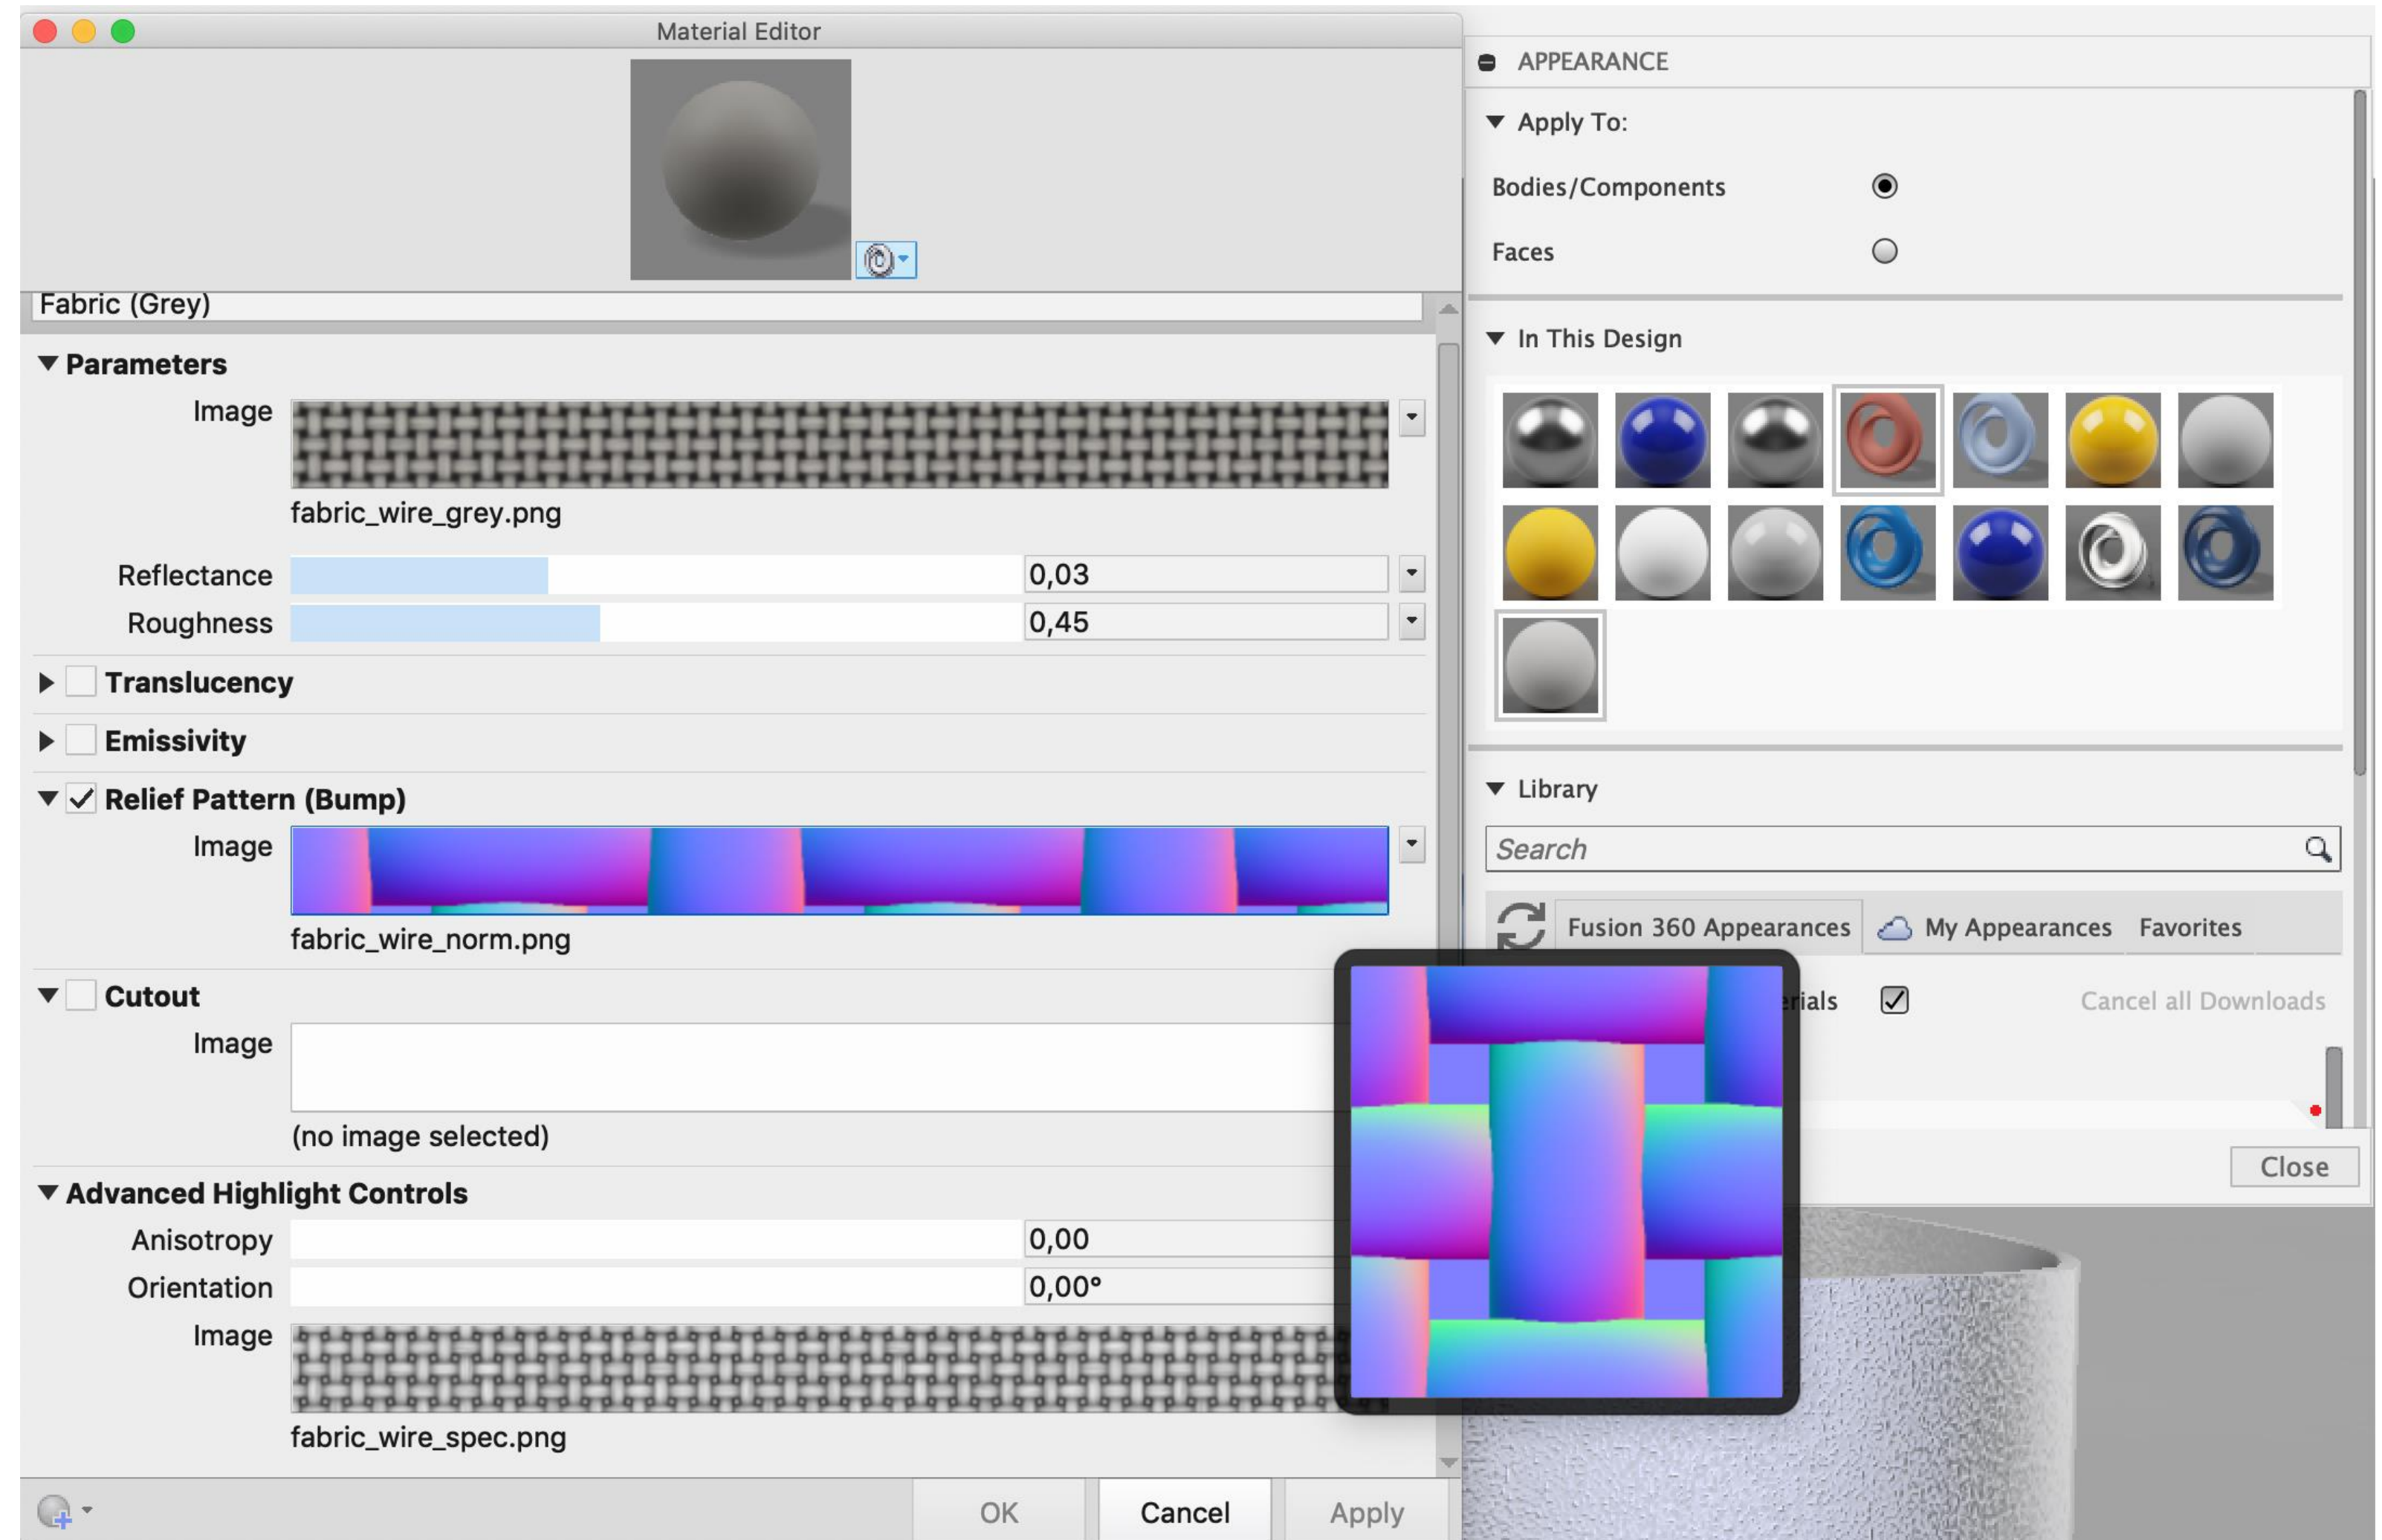 Material Editor
Fabric (Grey)
Parameters
Image
fabric_wire_grey.png
Reflectance 0,03
Roughness 0,45
Translucency
Emissivity
Relief Pattern (Bump)
Image
fabric_wire_norm.png
Cutout
Image
(no image selected)
Advanced Highlight Controls
Anisotropy 0,00
Orientation 0,00°
Image
fabric_wire_spec.png
OK Cancel Apply
APPEARANCE
Apply To:
Bodies/Components
Faces
In This Design
Library
Search
Fusion 360 Appearances My Appearances Favorites
Cancel all Downloads
Close